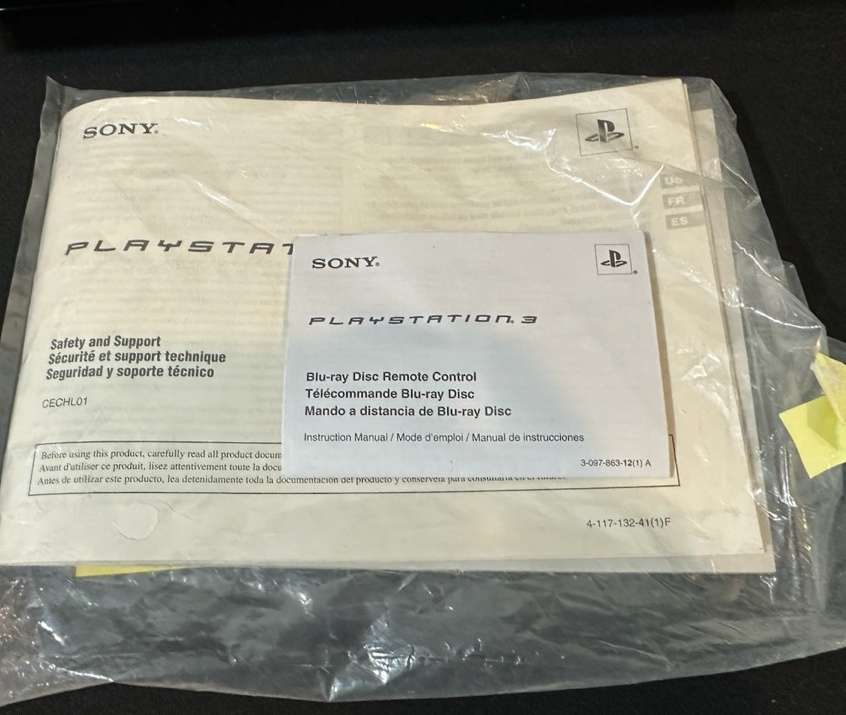 SONY®
US
FR
ES
PLAYSTAT
Safety and Support
Sécurité et support technique
Seguridad y soporte técnico
CECHL01
Before using this product, carefully read all product docum
Avant d'utiliser ce produit, lisez attentivement toute la docu
Antes de utilizar este producto, lea detenidamente toda la documentación del producto y consérvela para consultarla en el futuro.
4-117-132-41(1)F
SONY®
PLAYSTATION® 3
Blu-ray Disc Remote Control
Télécommande Blu-ray Disc
Mando a distancia de Blu-ray Disc
Instruction Manual / Mode d'emploi / Manual de instrucciones
3-097-863-12(1) A